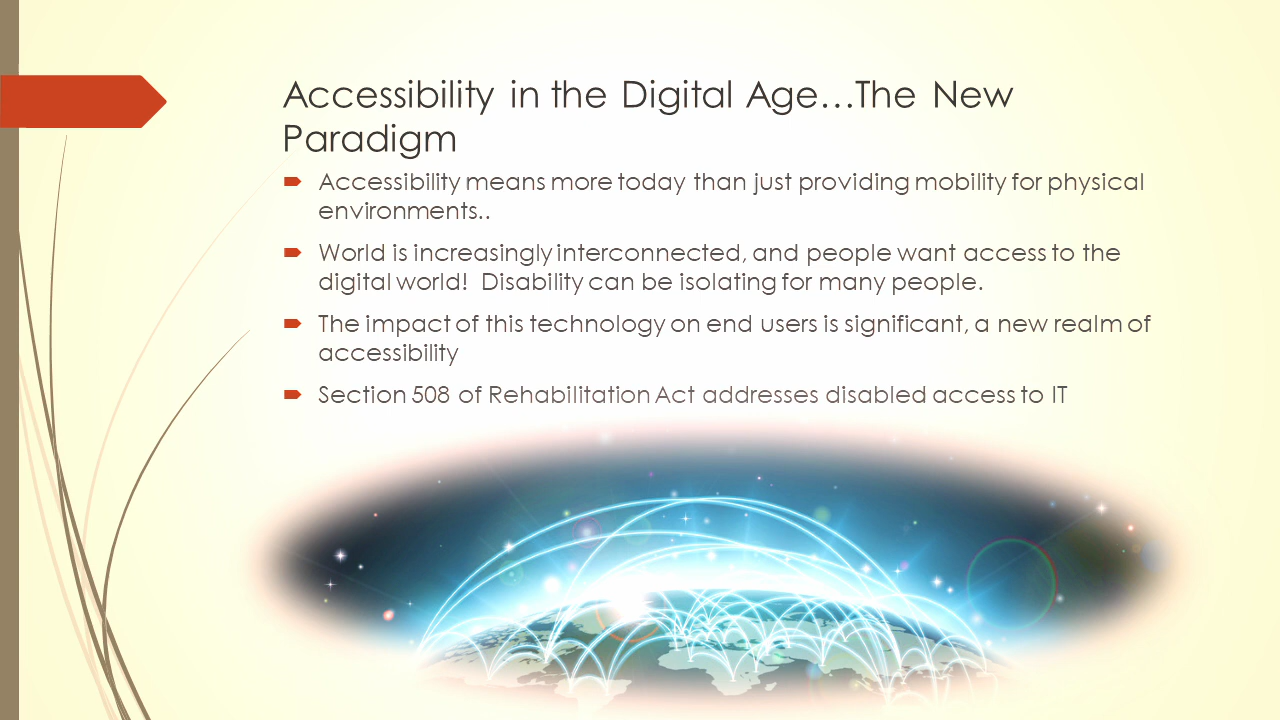 Accessibility in the Digital Age…The New
Paradigm
Accessibility means more today than just providing mobility for physical
environments..
World is increasingly interconnected, and people want access to the
digital world!  Disability can be isolating for many people.
The impact of this technology on end users is significant, a new realm of
accessibility
Section 508 of Rehabilitation Act addresses disabled access to IT